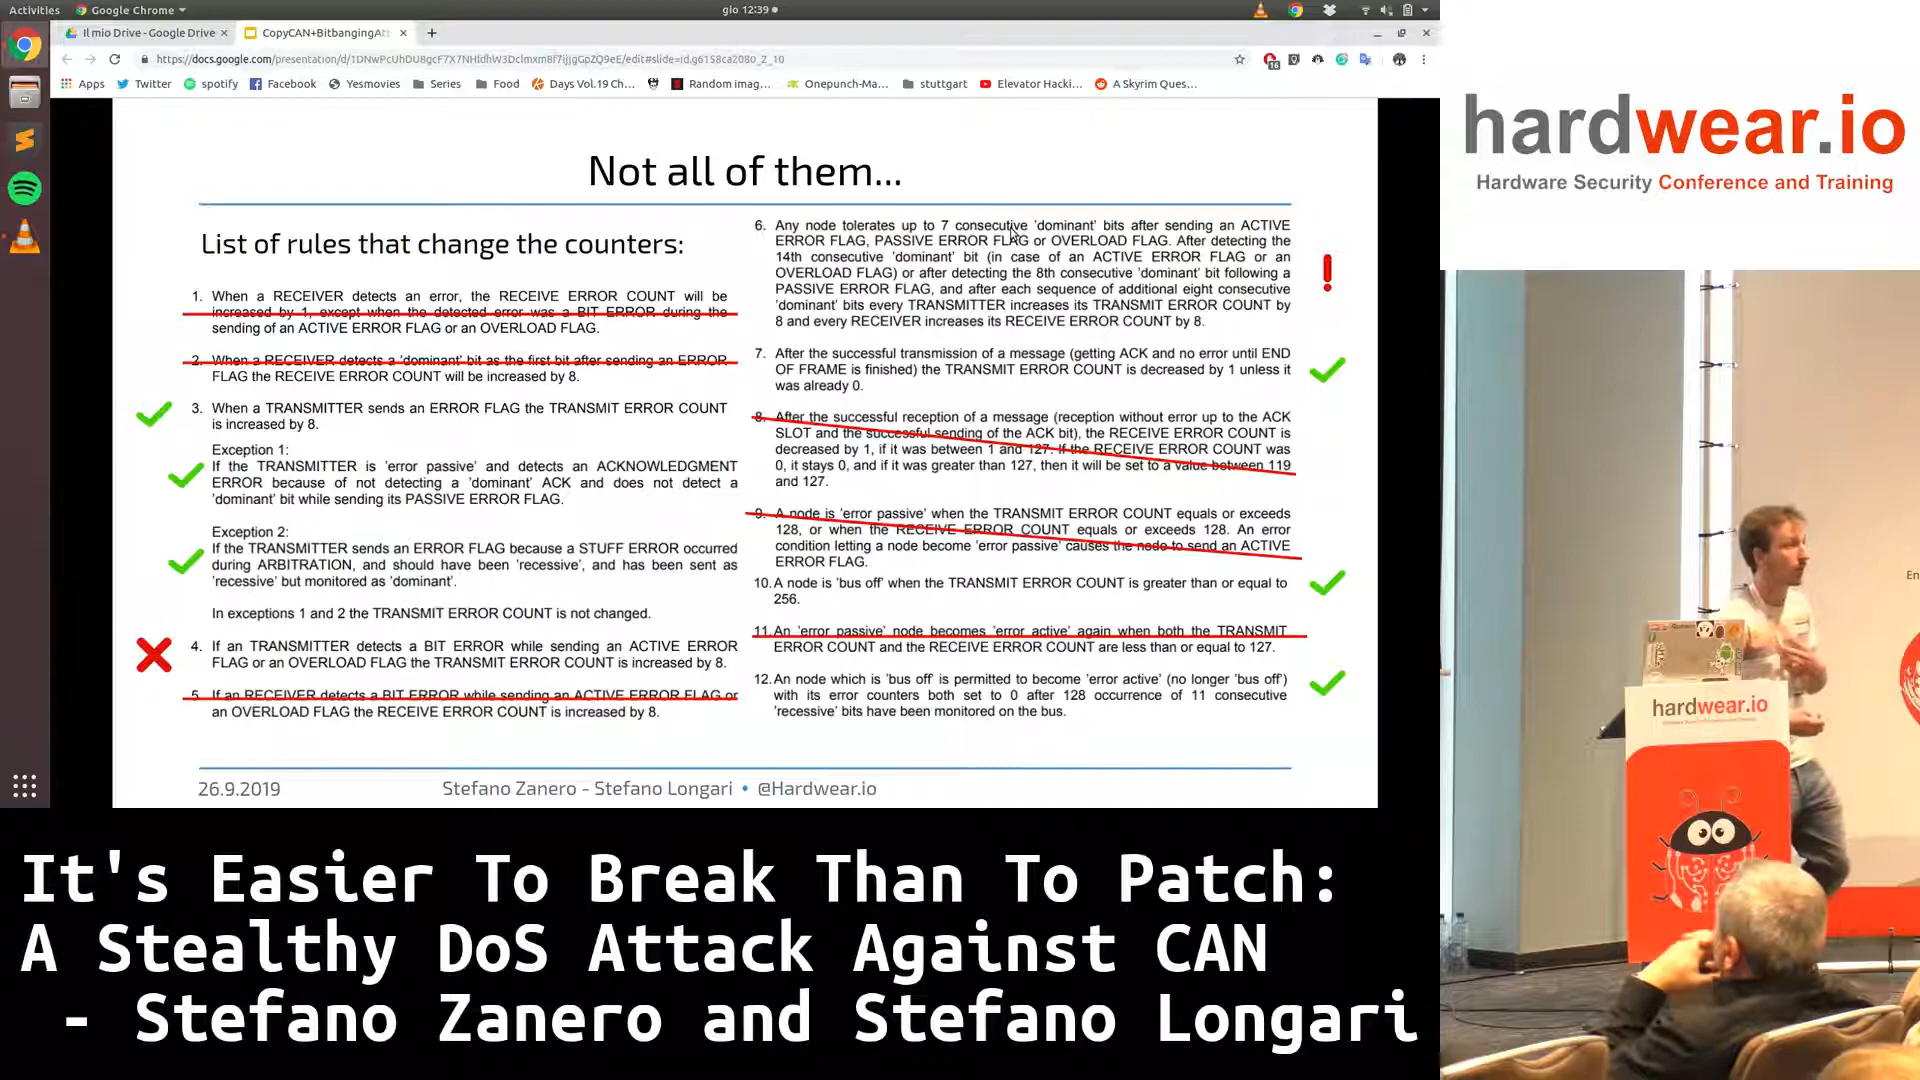 Activities
Google Chrome
gio 12:39
Il mio Drive - Google Drive
CopyCAN+BitbangingAtt
Apps
Twitter
spotify
Facebook
Yesmovies
Series
Food
Days Vol.19 Ch...
Random imag...
Onepunch-Ma...
stuttgart
Elevator Hacki...
A Skyrim Ques...
Not all of them...
List of rules that change the counters:
1. When a RECEIVER detects an error, the RECEIVE ERROR COUNT will be
increased by 1, except when the detected error was a BIT ERROR during the
sending of an ACTIVE ERROR FLAG or an OVERLOAD FLAG.
2. When a RECEIVER detects a 'dominant' bit as the first bit after sending an ERROR
FLAG the RECEIVE ERROR COUNT will be increased by 8.
3. When a TRANSMITTER sends an ERROR FLAG the TRANSMIT ERROR COUNT
is increased by 8.
Exception 1:
If the TRANSMITTER is 'error passive' and detects an ACKNOWLEDGMENT
ERROR because of not detecting a 'dominant' ACK and does not detect a
'dominant' bit while sending its PASSIVE ERROR FLAG.
Exception 2:
If the TRANSMITTER sends an ERROR FLAG because a STUFF ERROR occurred
during ARBITRATION, and should have been 'recessive', and has been sent as
'recessive' but monitored as 'dominant'.
In exceptions 1 and 2 the TRANSMIT ERROR COUNT is not changed.
4. If an TRANSMITTER detects a BIT ERROR while sending an ACTIVE ERROR
FLAG or an OVERLOAD FLAG the TRANSMIT ERROR COUNT is increased by 8.
5. If an RECEIVER detects a BIT ERROR while sending an ACTIVE ERROR FLAG or
an OVERLOAD FLAG the RECEIVE ERROR COUNT is increased by 8.
6. Any node tolerates up to 7 consecutive 'dominant' bits after sending an ACTIVE
ERROR FLAG, PASSIVE ERROR FLAG or OVERLOAD FLAG. After detecting the
14th consecutive 'dominant' bit (in case of an ACTIVE ERROR FLAG or an
OVERLOAD FLAG) or after detecting the 8th consecutive 'dominant' bit following a
PASSIVE ERROR FLAG, and after each sequence of additional eight consecutive
'dominant' bits every TRANSMITTER increases its TRANSMIT ERROR COUNT by
8 and every RECEIVER increases its RECEIVE ERROR COUNT by 8.
7. After the successful transmission of a message (getting ACK and no error until END
OF FRAME is finished) the TRANSMIT ERROR COUNT is decreased by 1 unless it
was already 0.
8. After the successful reception of a message (reception without error up to the ACK
SLOT and the successful sending of the ACK bit), the RECEIVE ERROR COUNT is
decreased by 1, if it was between 1 and 127. If the RECEIVE ERROR COUNT was
0, it stays 0, and if it was greater than 127, then it will be set to a value between 119
and 127.
9. A node is 'error passive' when the TRANSMIT ERROR COUNT equals or exceeds
128, or when the RECEIVE ERROR COUNT equals or exceeds 128. An error
condition letting a node become 'error passive' causes the node to send an ACTIVE
ERROR FLAG.
10. A node is 'bus off' when the TRANSMIT ERROR COUNT is greater than or equal to
256.
11. An 'error passive' node becomes 'error active' again when both the TRANSMIT
ERROR COUNT and the RECEIVE ERROR COUNT are less than or equal to 127.
12. An node which is 'bus off' is permitted to become 'error active' (no longer 'bus off')
with its error counters both set to 0 after 128 occurrence of 11 consecutive
'recessive' bits have been monitored on the bus.
26.9.2019
Stefano Zanero - Stefano Longari • @Hardwear.io
hardwear.io
Hardware Security Conference and Training
hardwear.io
En
It's Easier To Break Than To Patch:
A Stealthy DoS Attack Against CAN
- Stefano Zanero and Stefano Longari